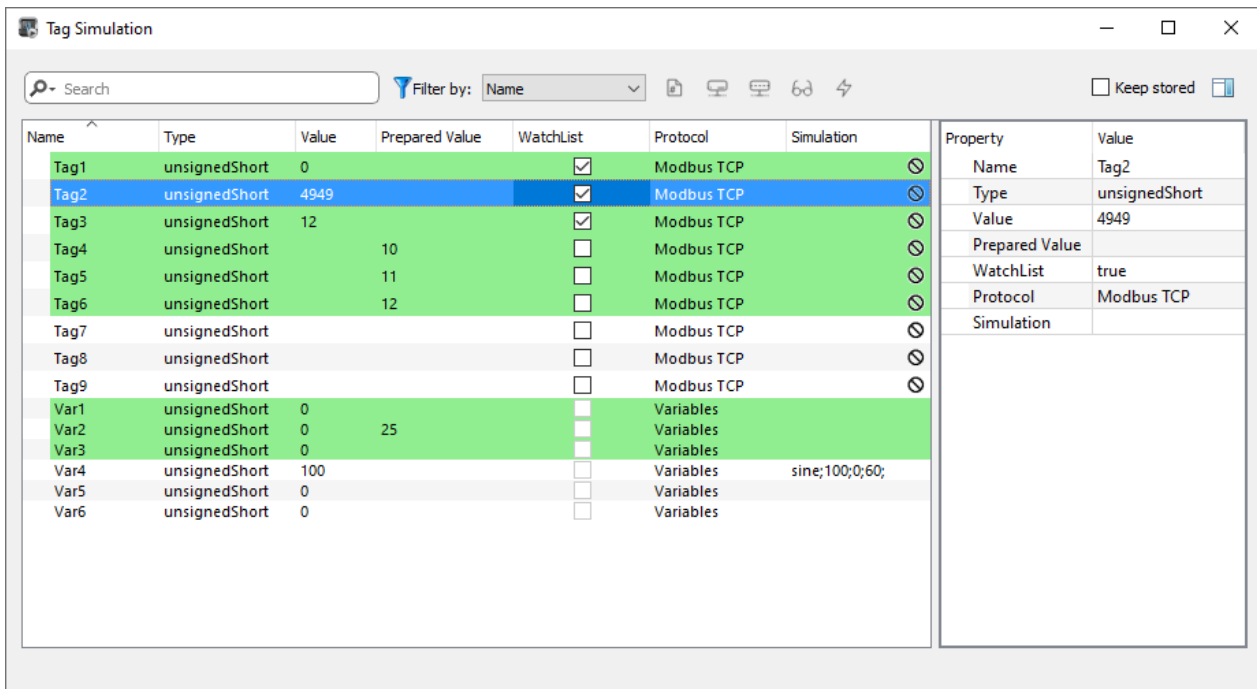 Tag Simulation
Search Filter by: Name Keep stored
Name Type Value Prepared Value WatchList Protocol Simulation Property Value
Tag1 unsignedShort 0 Modbus TCP Name Tag2
Tag2 unsignedShort 4949 Modbus TCP Type unsignedShort
Tag3 unsignedShort 12 Modbus TCP Value 4949
Tag4 unsignedShort 10 Modbus TCP Prepared Value
Tag5 unsignedShort 11 Modbus TCP WatchList true
Tag6 unsignedShort 12 Modbus TCP Protocol Modbus TCP
Tag7 unsignedShort Modbus TCP Simulation
Tag8 unsignedShort Modbus TCP
Tag9 unsignedShort Modbus TCP
Var1 unsignedShort 0 Variables
Var2 unsignedShort 0 25 Variables
Var3 unsignedShort 0 Variables
Var4 unsignedShort 100 Variables sine;100;0;60;
Var5 unsignedShort 0 Variables
Var6 unsignedShort 0 Variables